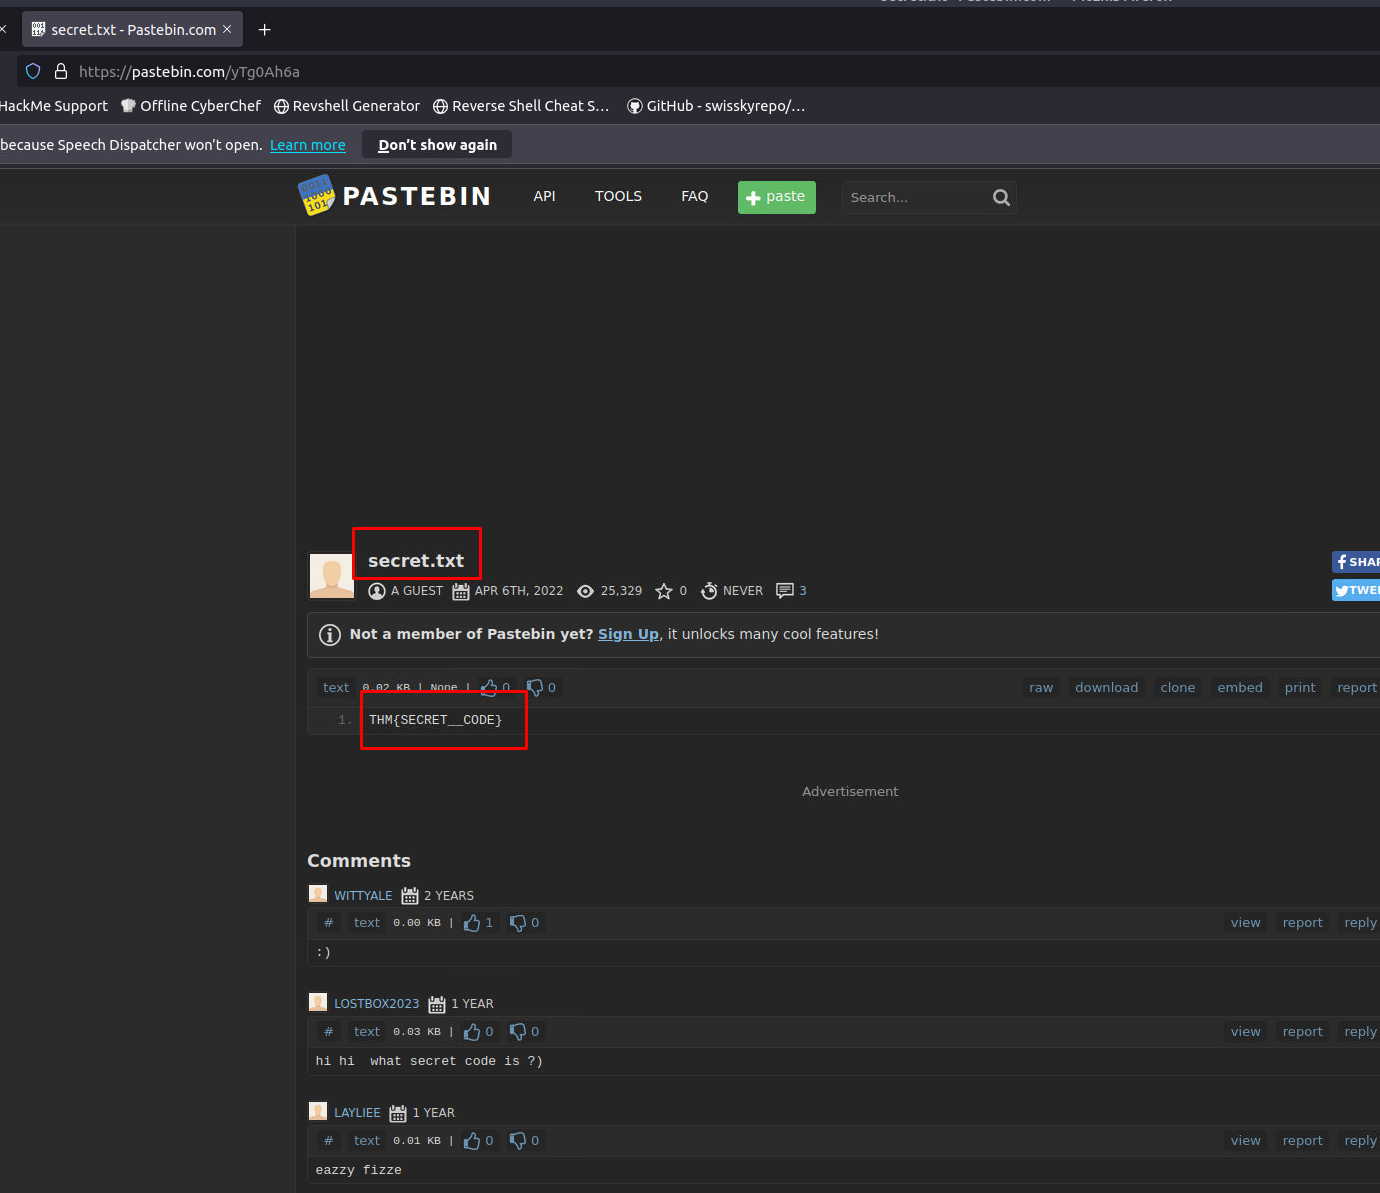 secret.txt - Pastebin.com
https://pastebin.com/yTg0Ah6a
HackMe Support Offline CyberChef Revshell Generator Reverse Shell Cheat S... GitHub - swisskyrepo/...
because Speech Dispatcher won't open. Learn more Don't show again
PASTEBIN API TOOLS FAQ paste Search...
secret.txt
SHAR
A GUEST APR 6TH, 2022 25,329 0 NEVER 3
TWE
Not a member of Pastebin yet? Sign Up, it unlocks many cool features!
text 0.02 KB | None | 0 0 raw download clone embed print report
1. THM{SECRET__CODE}
Advertisement
Comments
WITTYALE 2 YEARS
# text 0.00 KB | 1 0 view report reply
:)
LOSTBOX2023 1 YEAR
# text 0.03 KB | 0 0 view report reply
hi hi  what secret code is ?)
LAYLIEE 1 YEAR
# text 0.01 KB | 0 0 view report reply
eazzy fizze